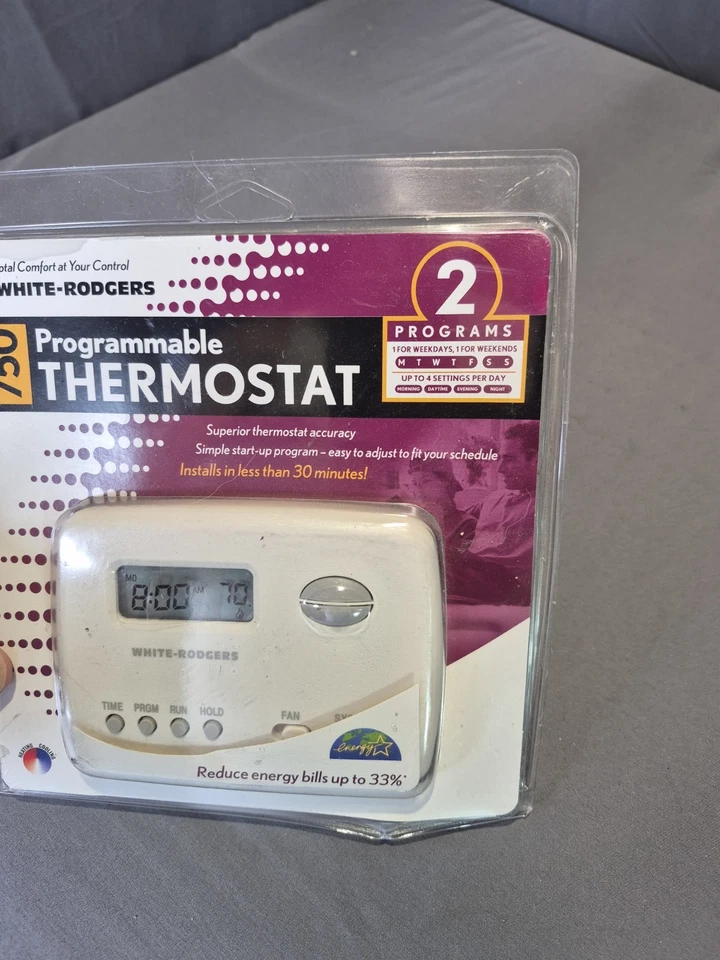 otal Comfort at Your Control
WHITE-RODGERS
750
Programmable
THERMOSTAT
2
PROGRAMS
1 FOR WEEKDAYS, 1 FOR WEEKENDS
M T W T F S S
UP TO 4 SETTINGS PER DAY
MORNING DAYTIME EVENING NIGHT
Superior thermostat accuracy
Simple start-up program – easy to adjust to fit your schedule
Installs in less than 30 minutes!
MO
8:00 AM 70
WHITE-RODGERS
TIME PRGM RUN HOLD FAN SY
HEATING COOLING
energy
Reduce energy bills up to 33%*